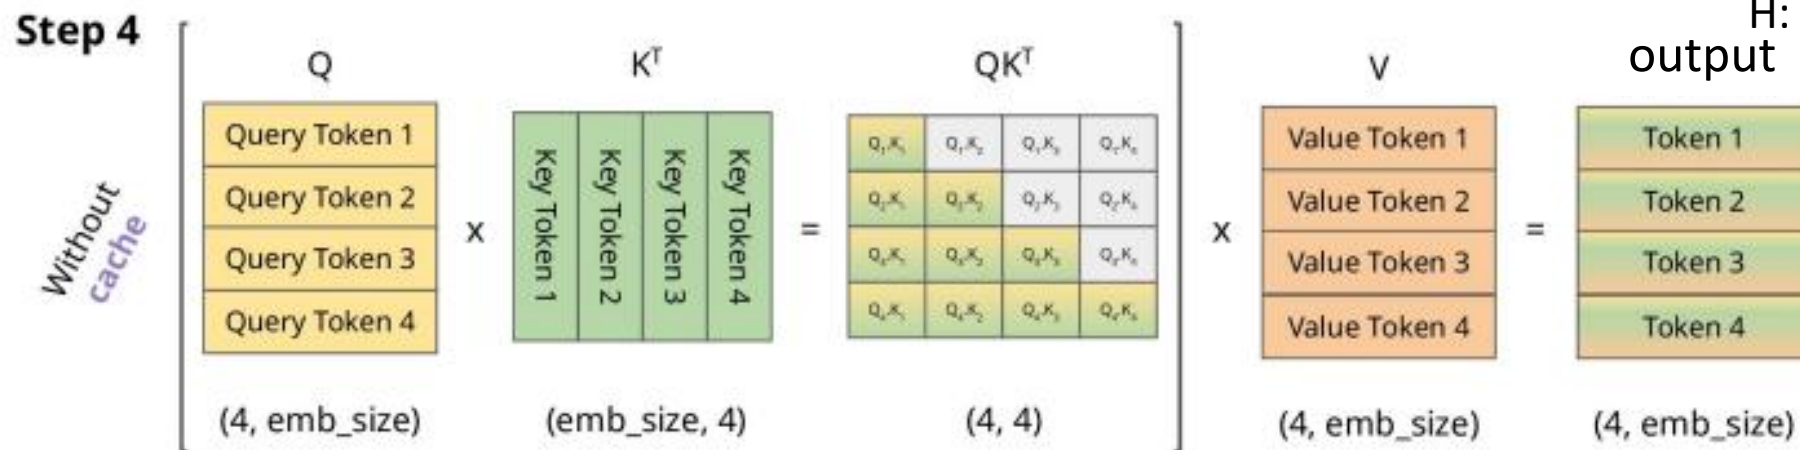 Step 4
H:
output
Q
K^T
QK^T
V
Without
cache
Query Token 1
Query Token 2
Query Token 3
Query Token 4
x
Key Token 1
Key Token 2
Key Token 3
Key Token 4
=
Q₁K₁ Q₁K₂ Q₁K₃ Q₁K₄
Q₂K₁ Q₂K₂ Q₂K₃ Q₂K₄
Q₃K₁ Q₃K₂ Q₃K₃ Q₃K₄
Q₄K₁ Q₄K₂ Q₄K₃ Q₄K₄
x
Value Token 1
Value Token 2
Value Token 3
Value Token 4
=
Token 1
Token 2
Token 3
Token 4
(4, emb_size)
(emb_size, 4)
(4, 4)
(4, emb_size)
(4, emb_size)